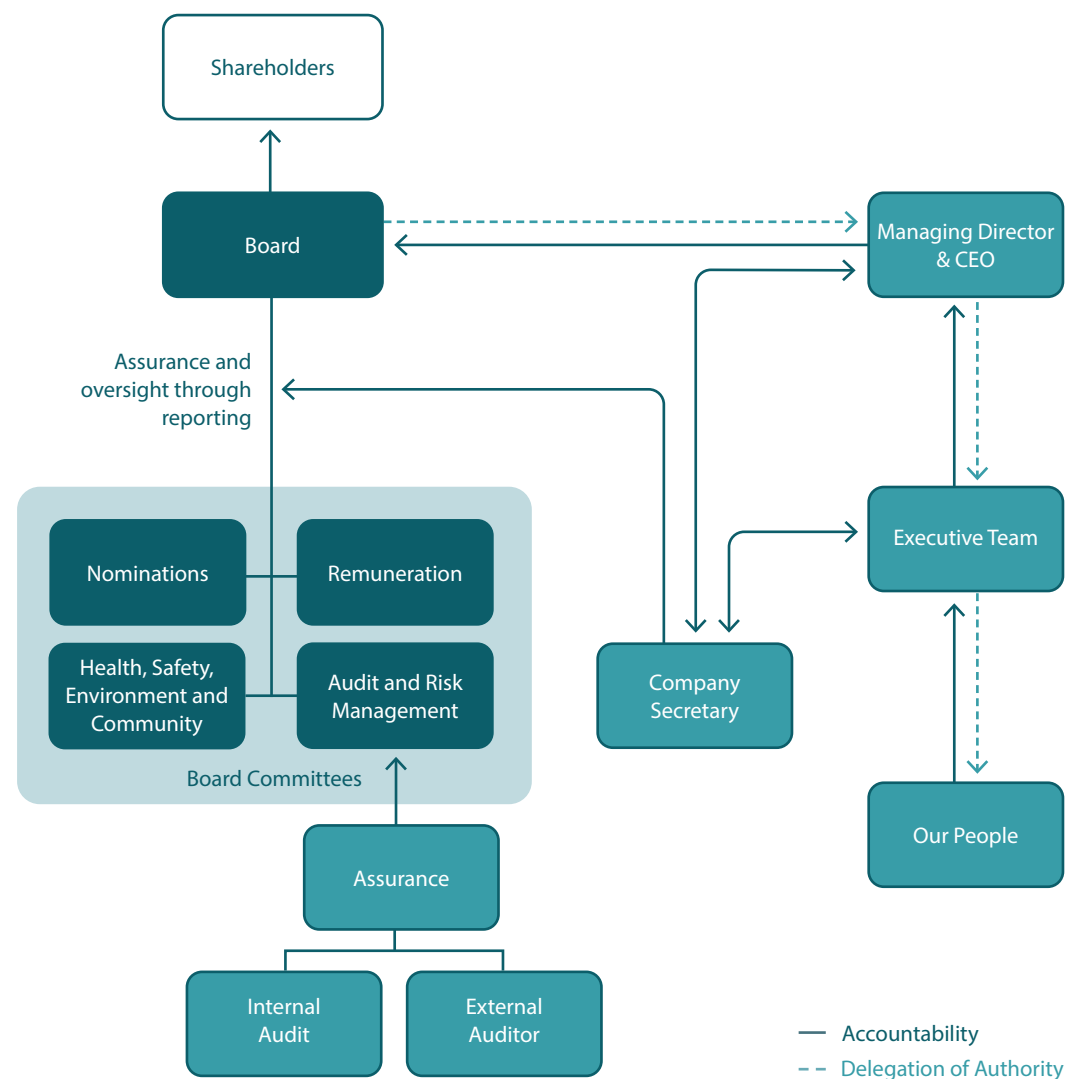 Shareholders
Board
Managing Director
& CEO
Assurance and
oversight through
reporting
Nominations
Remuneration
Executive Team
Health, Safety,
Environment and
Community
Audit and Risk
Management
Company
Secretary
Board Committees
Our People
Assurance
Internal
Audit
External
Auditor
Accountability
Delegation of Authority